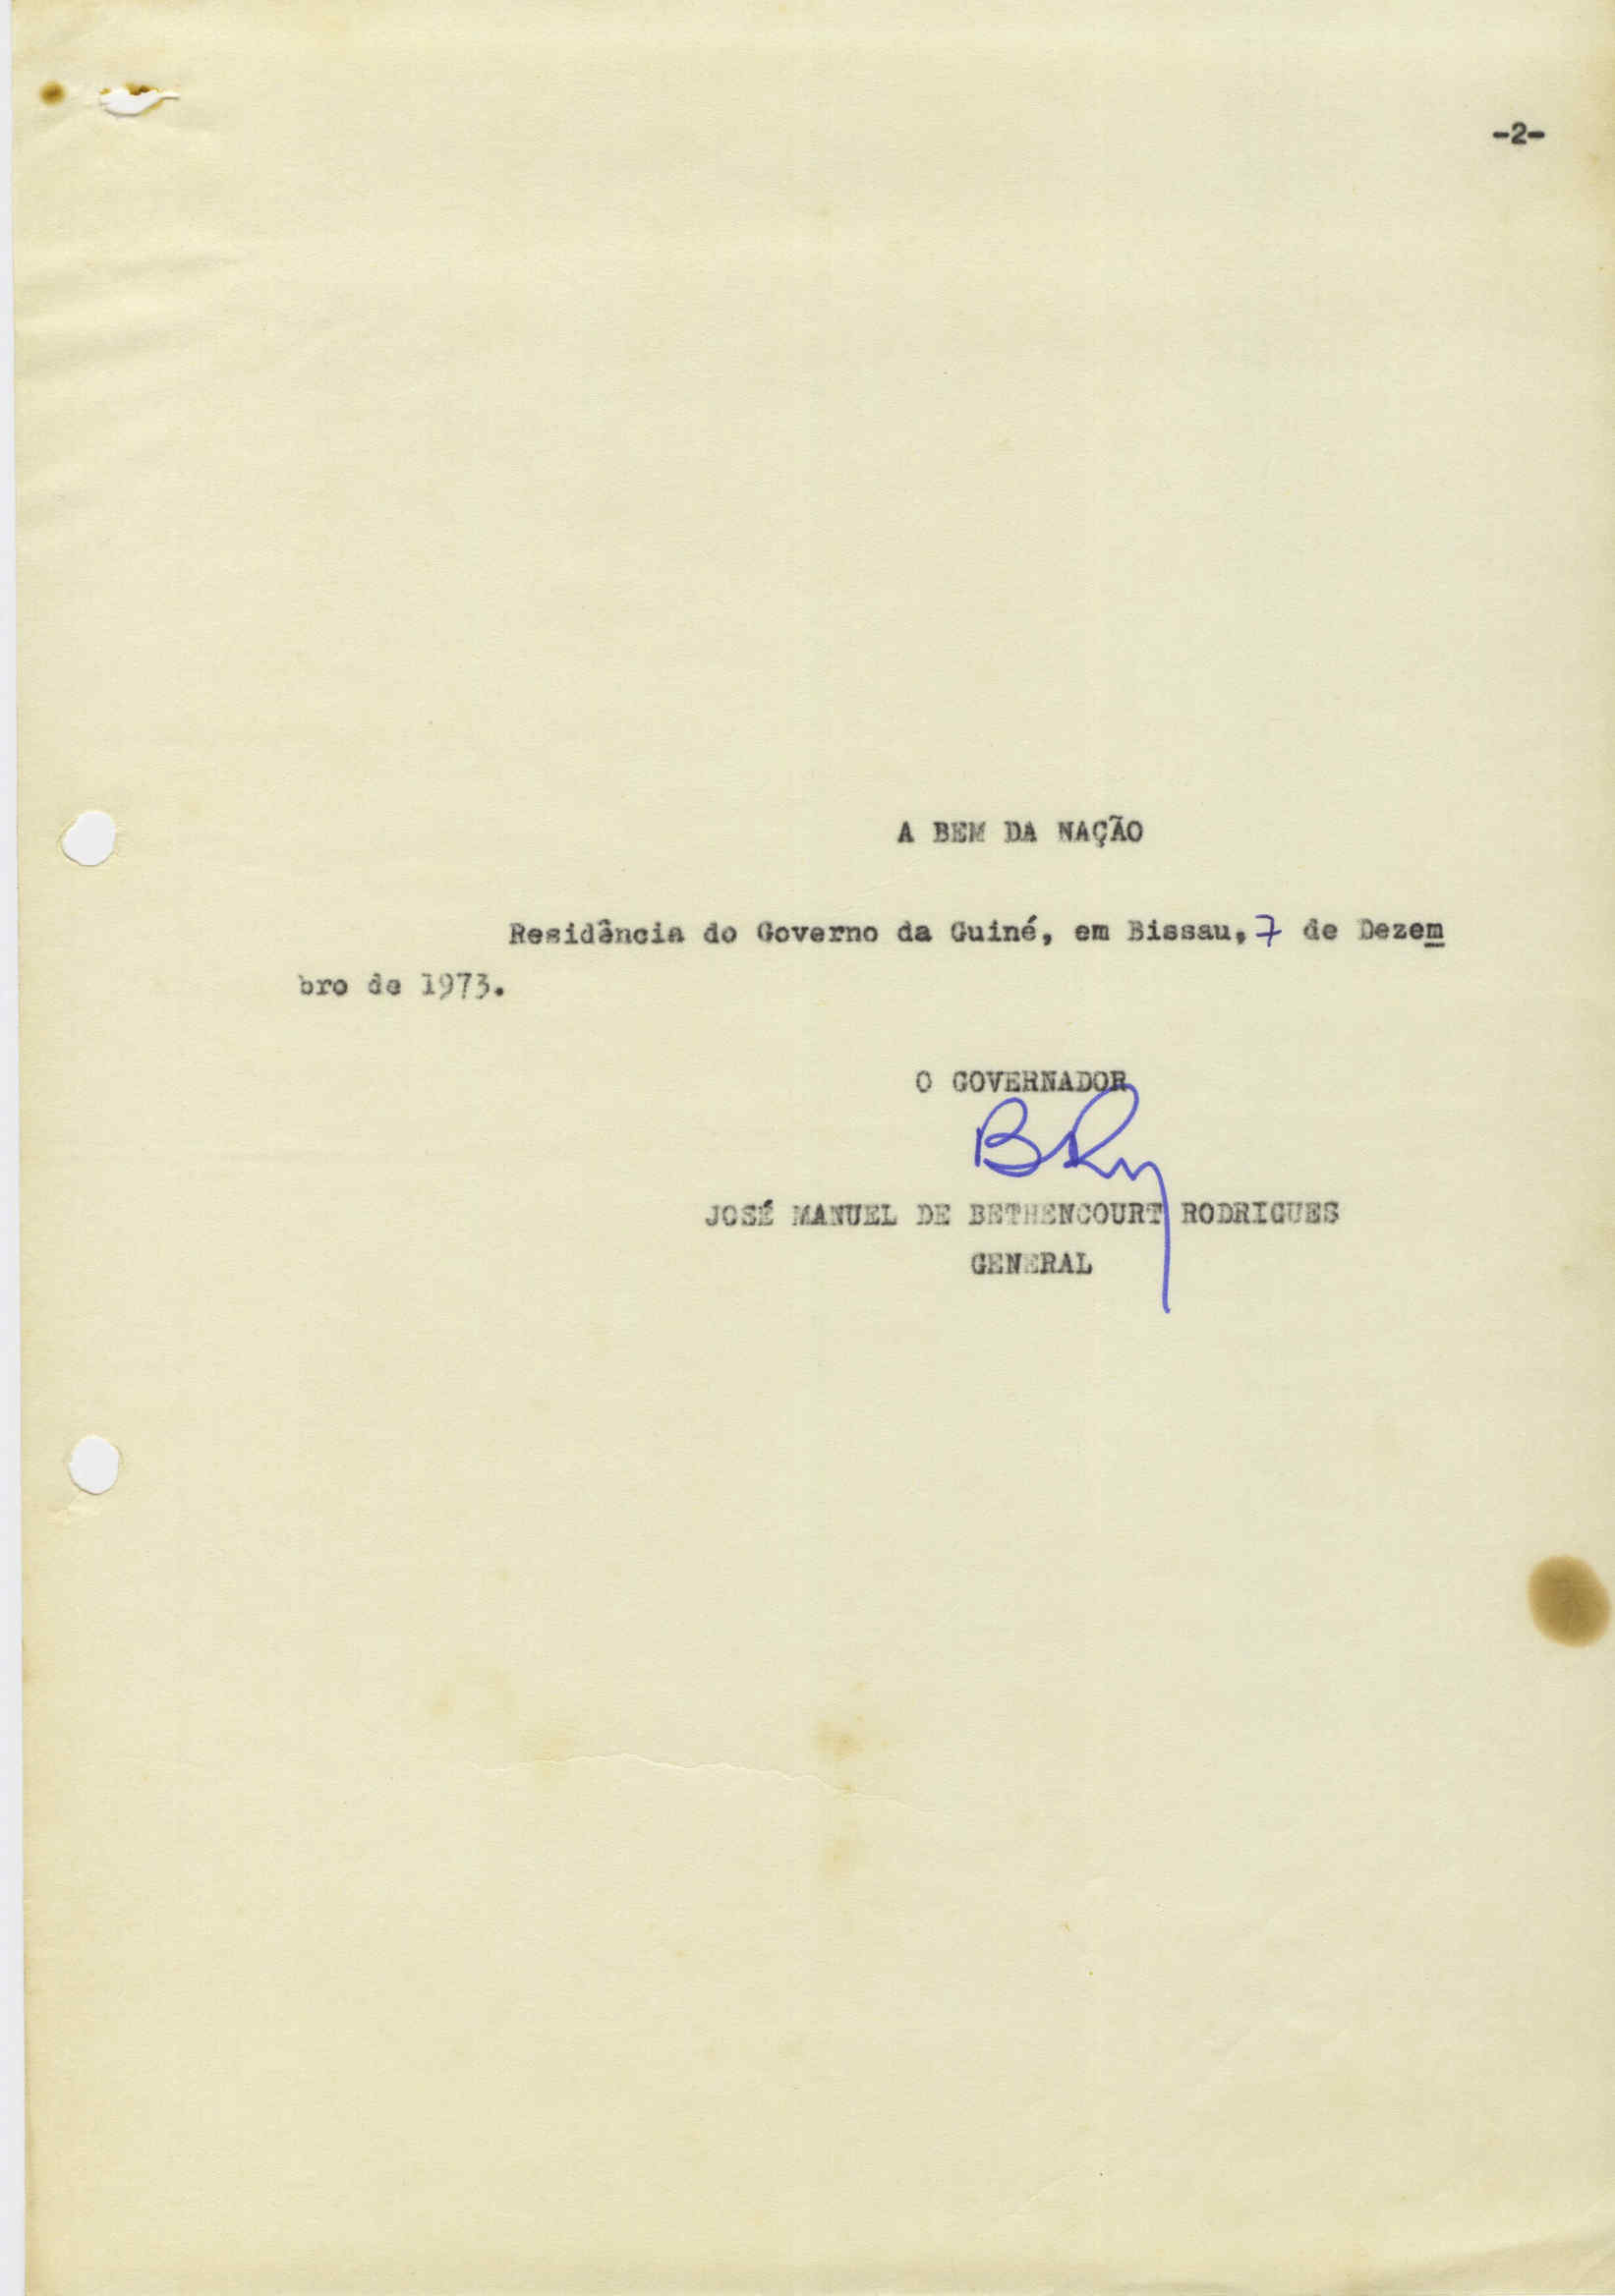 -2-
A BEM DA NAÇÃO
Residência do Governo da Guiné, em Bissau, 7 de Dezem
bro de 1973.
O GOVERNADOR
JOSÉ MANUEL DE BETHENCOURT RODRIGUES
GENERAL